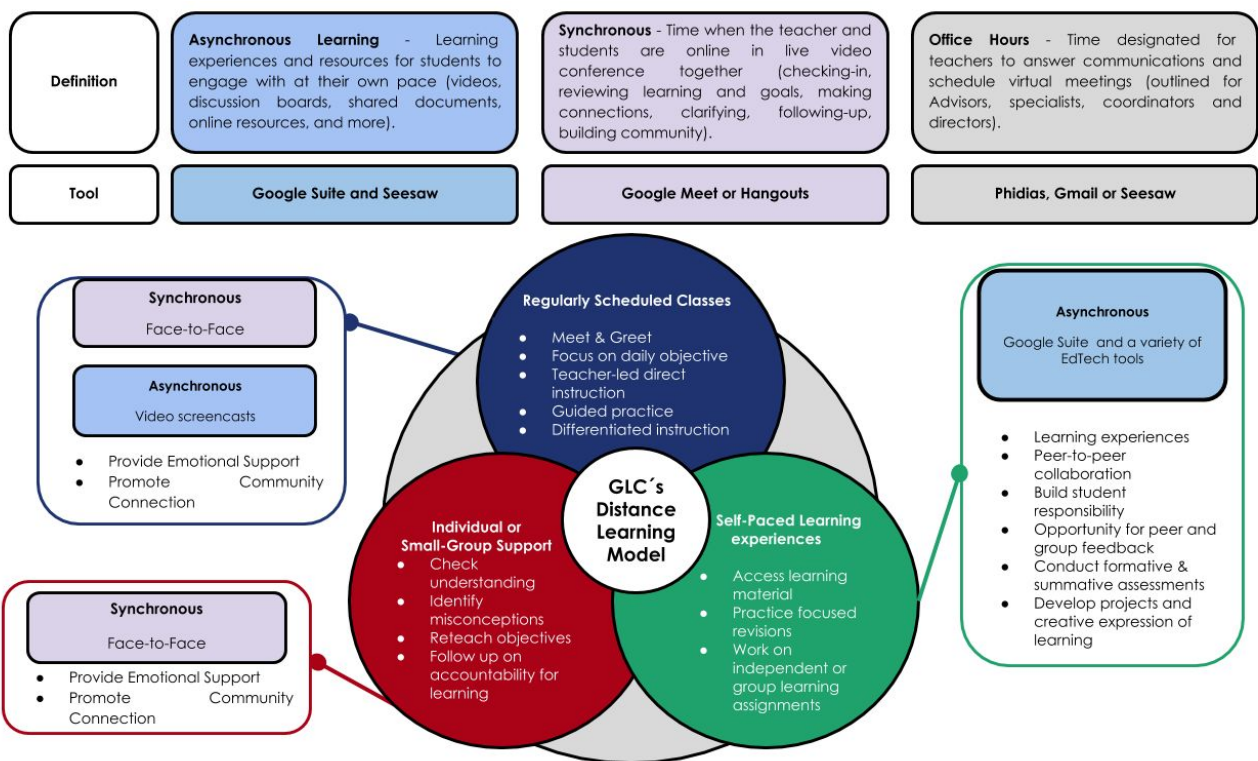 Definition
Asynchronous Learning - Learning
experiences and resources for students to
engage with at their own pace (videos,
discussion boards, shared documents,
online resources, and more).
Synchronous - Time when the teacher and
students are online in live video
conference together (checking-in,
reviewing learning and goals, making
connections, clarifying, following-up,
building community).
Office Hours - Time designated for
teachers to answer communications and
schedule virtual meetings (outlined for
Advisors, specialists, coordinators and
directors).
Tool
Google Suite and Seesaw
Google Meet or Hangouts
Phidias, Gmail or Seesaw
Synchronous
Face-to-Face
Asynchronous
Video screencasts
● Provide Emotional Support
● Promote Community
Connection
Regularly Scheduled Classes
● Meet & Greet
● Focus on daily objective
● Teacher-led direct
instruction
● Guided practice
● Differentiated instruction
GLC´s
Distance
Learning
Model
Individual or
Small-Group Support
● Check
understanding
● Identify
misconceptions
● Reteach objectives
● Follow up on
accountability for
learning
Self-Paced Learning
experiences
● Access learning
material
● Practice focused
revisions
● Work on
independent or
group learning
assignments
Asynchronous
Google Suite and a variety of
EdTech tools
● Learning experiences
● Peer-to-peer
collaboration
● Build student
responsibility
● Opportunity for peer and
group feedback
● Conduct formative &
summative assessments
● Develop projects and
creative expression of
learning
Synchronous
Face-to-Face
● Provide Emotional Support
● Promote Community
Connection